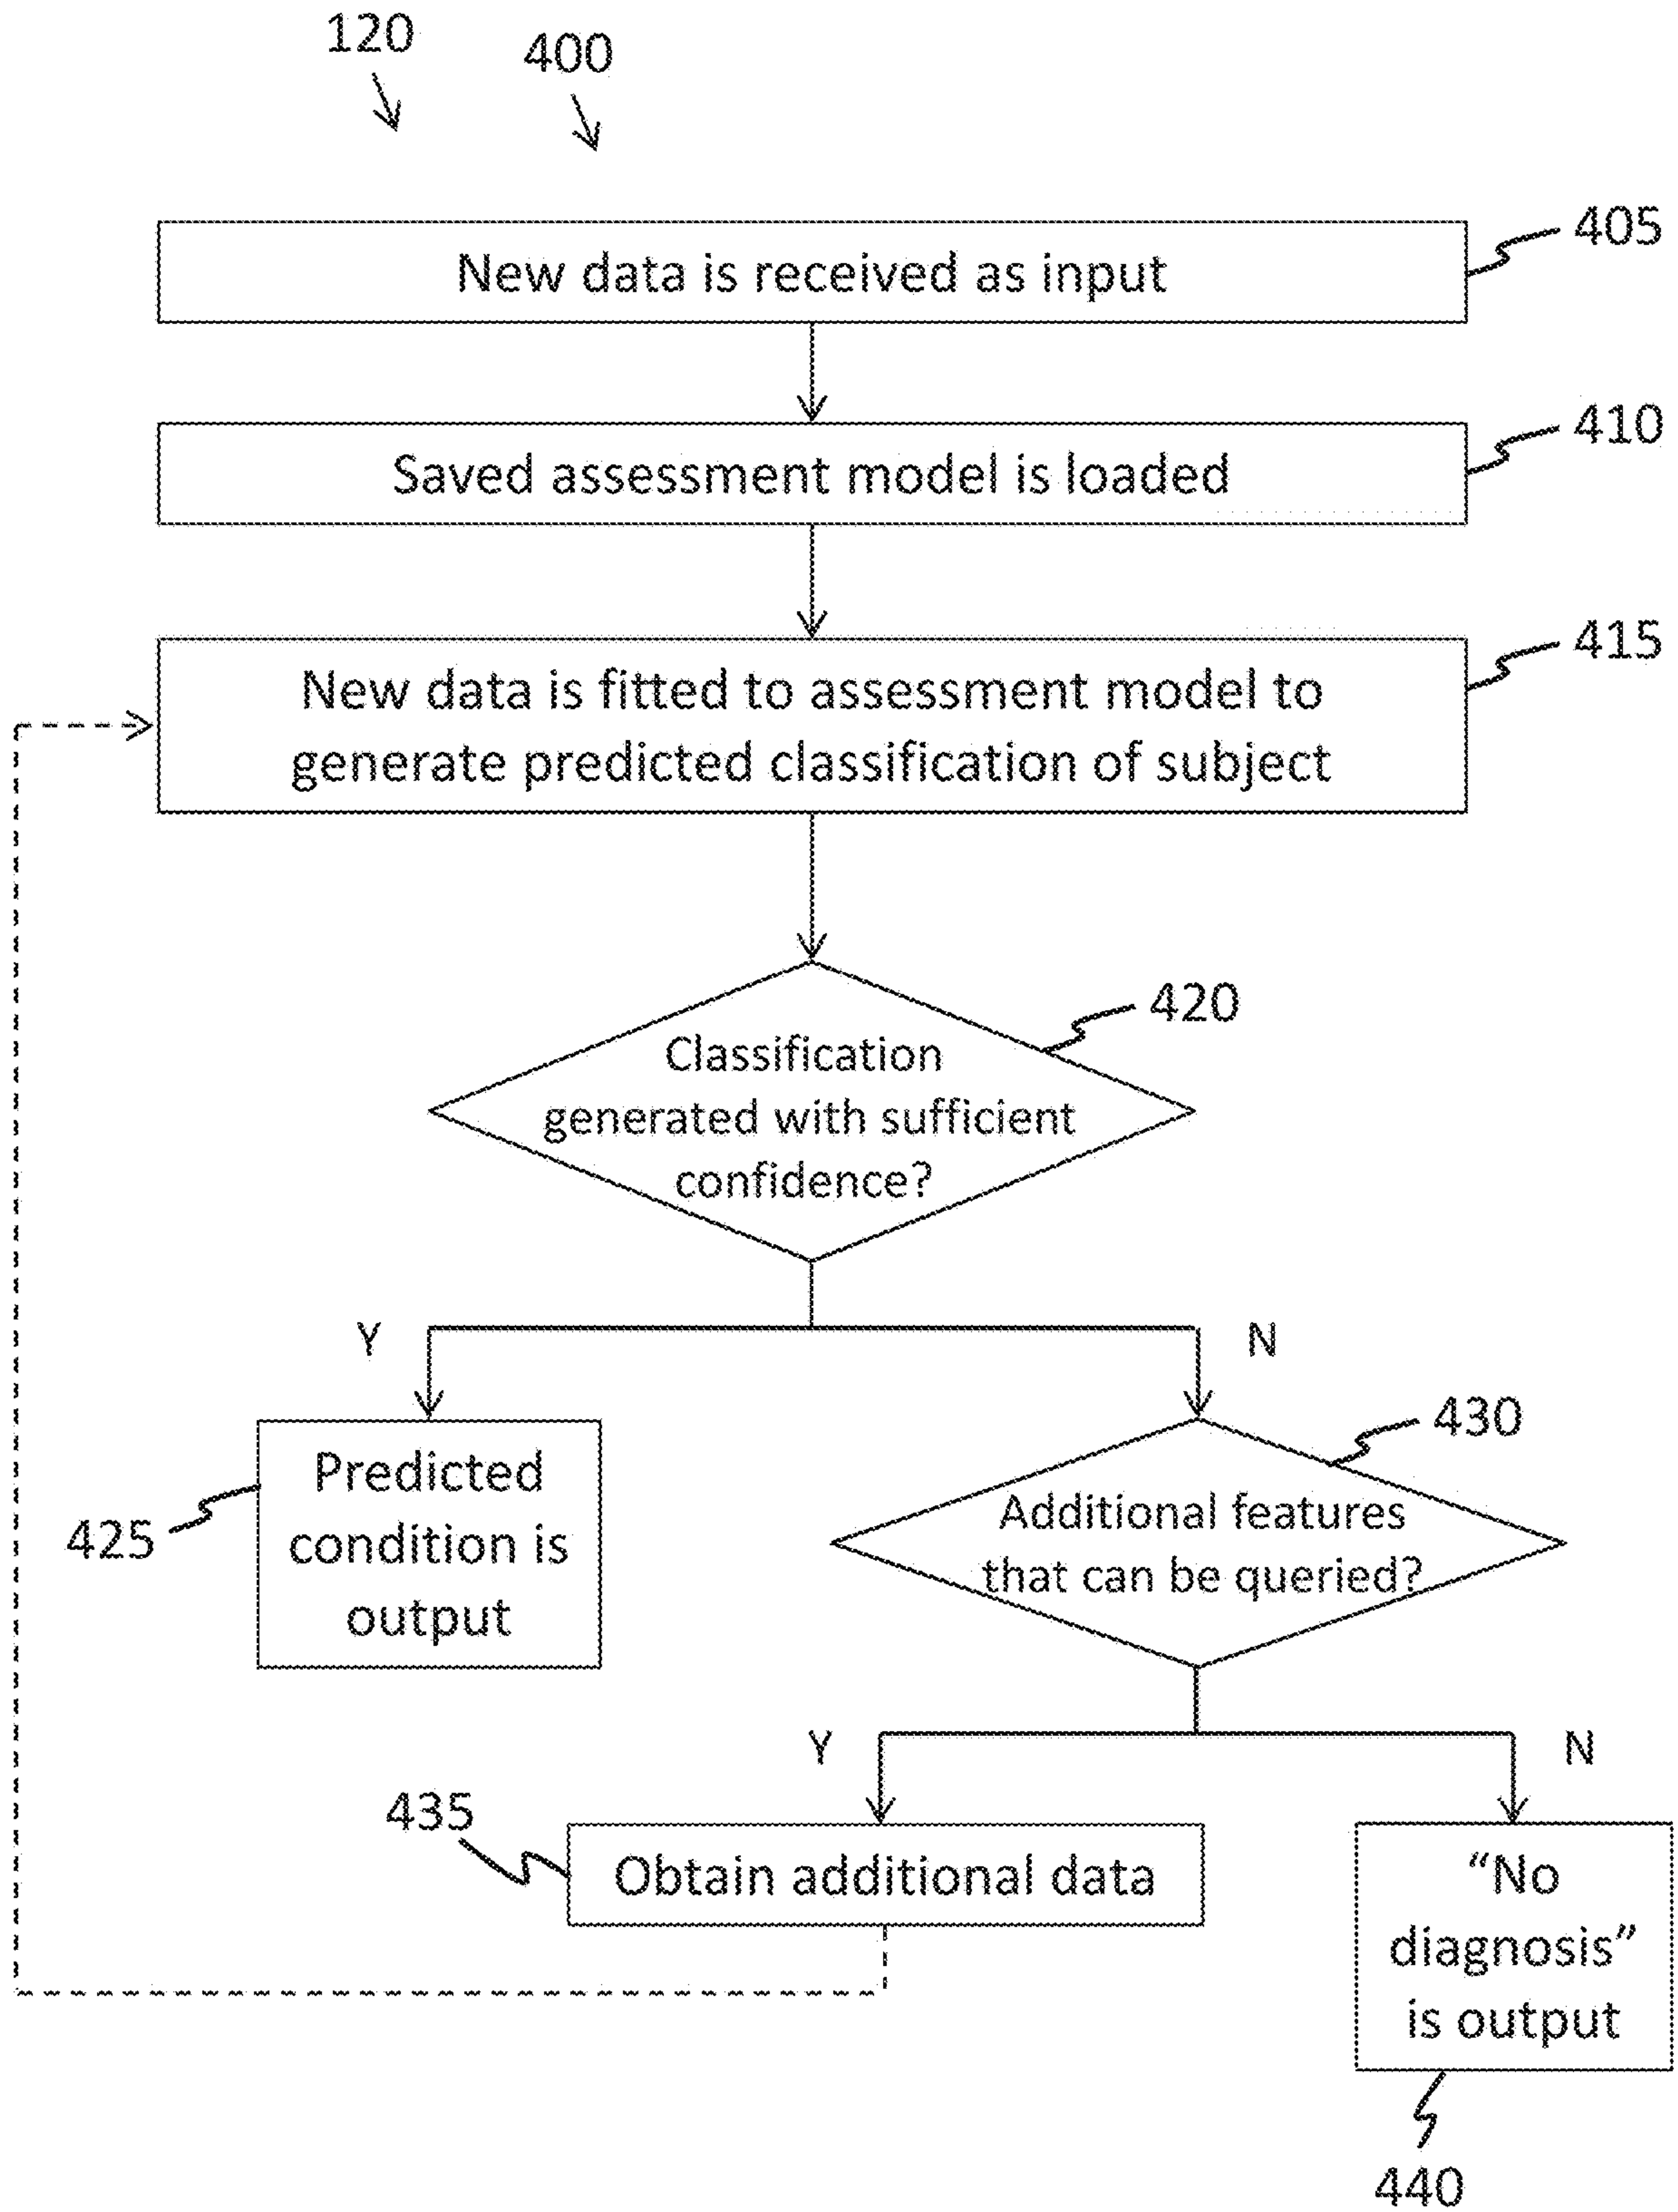 120
400
New data is received as input
405
Saved assessment model is loaded
410
New data is fitted to assessment model to
generate predicted classification of subject
415
Classification
generated with sufficient
confidence?
420
Y
N
Predicted
condition is
output
425
Additional features
that can be queried?
430
Y
N
435
Obtain additional data
“No
diagnosis”
is output
440